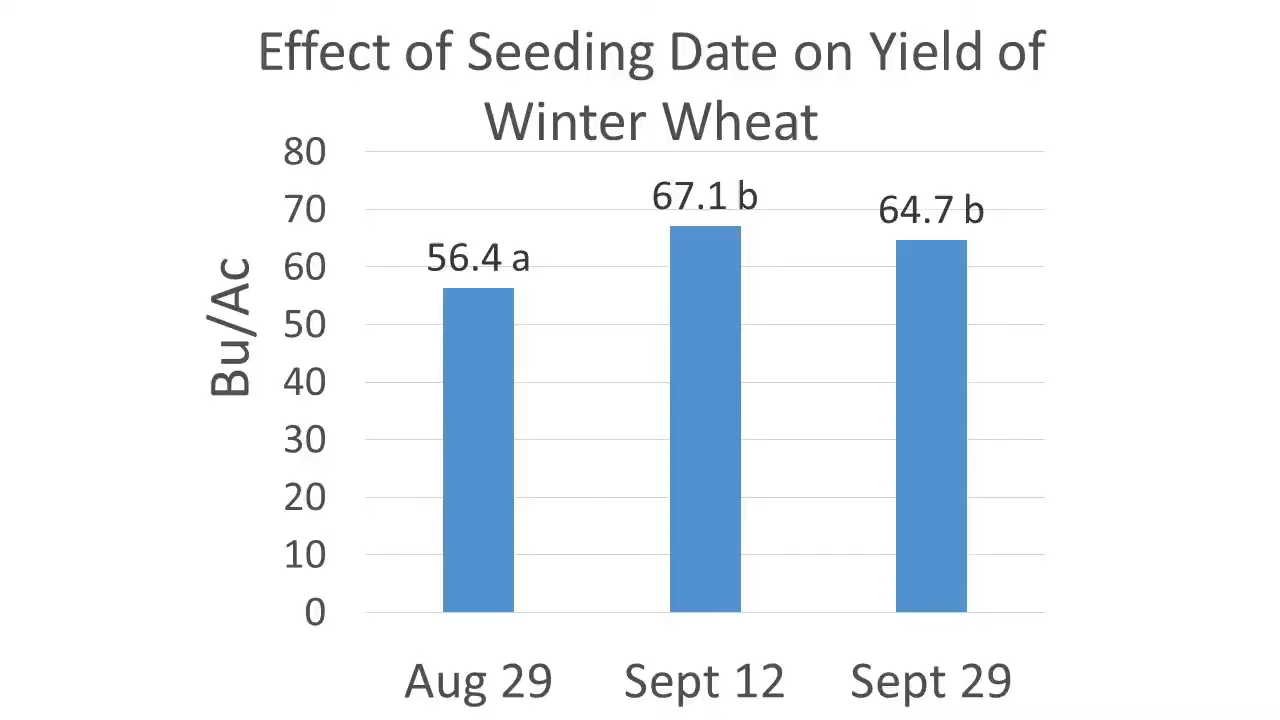 Effect of Seeding Date on Yield of
Winter Wheat
80
70
60
50
40
30
20
10
0
Bu/Ac
56.4 a
67.1 b
64.7 b
Aug 29
Sept 12
Sept 29